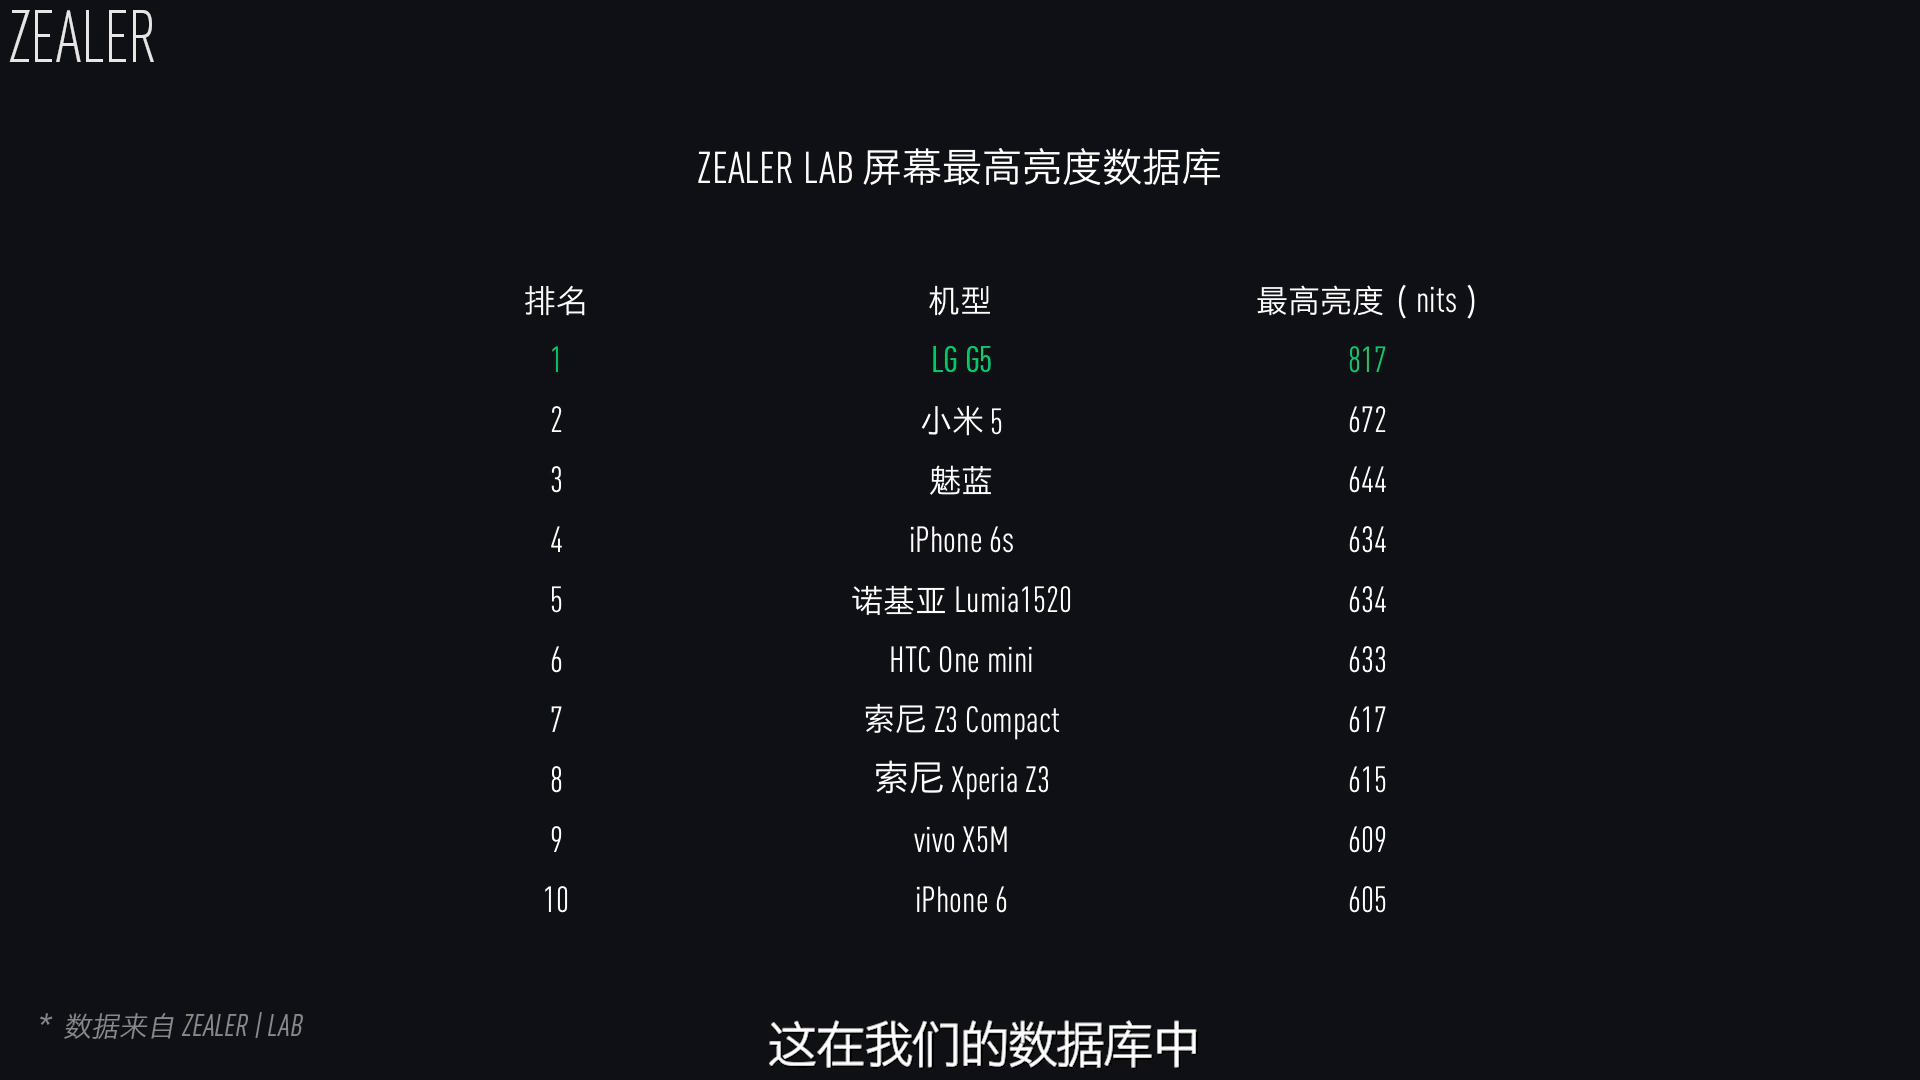 ZEALER
ZEALER LAB 屏幕最高亮度数据库
排名 机型 最高亮度 ( nits )
1 LG G5 817
2 小米 5 672
3 魅蓝 644
4 iPhone 6s 634
5 诺基亚 Lumia1520 634
6 HTC One mini 633
7 索尼 Z3 Compact 617
8 索尼 Xperia Z3 615
9 vivo X5M 609
10 iPhone 6 605
* 数据来自 ZEALER | LAB
这在我们的数据库中